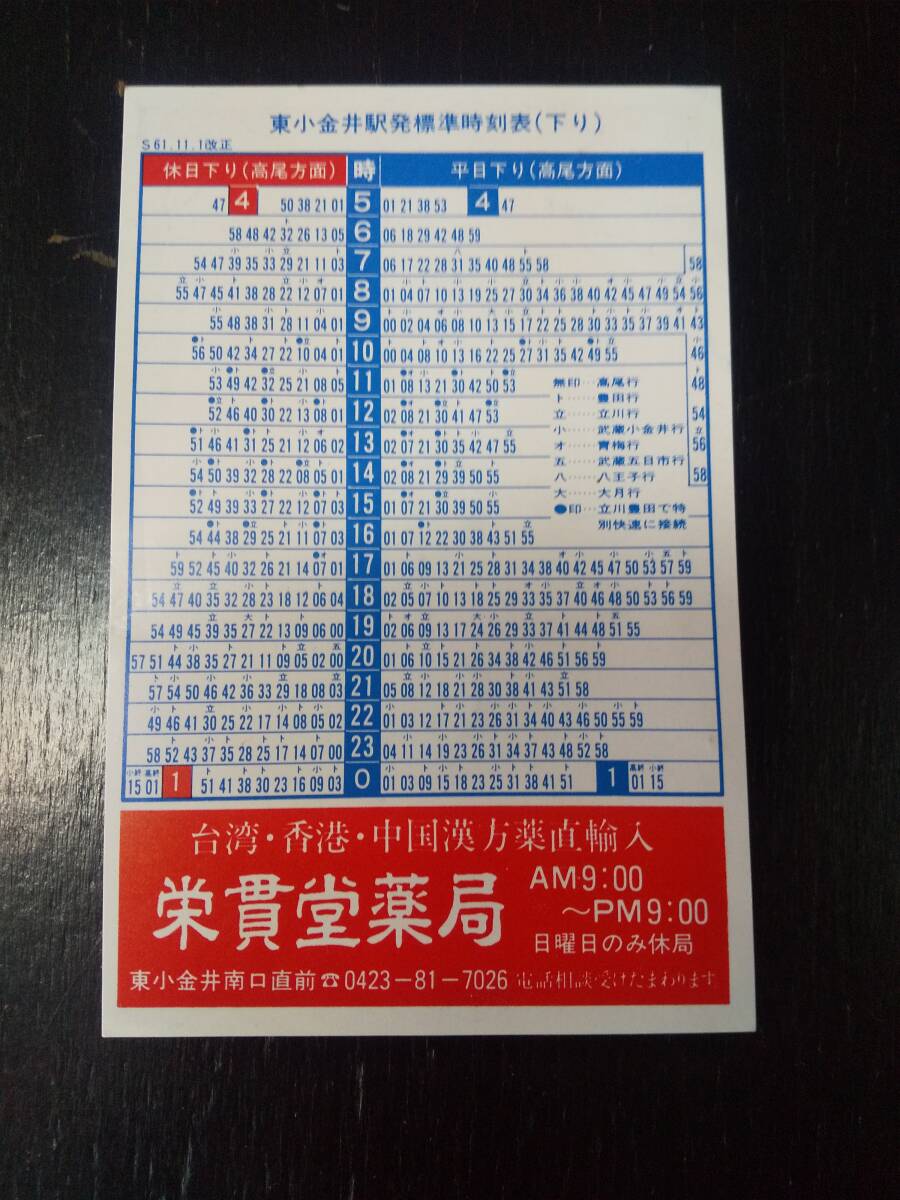 東小金井駅発標準時刻表(下り)
S61.11.1改正
休日下り(高尾方面) 時 平日下り(高尾方面)
47 4 50 38 21 01 5 01 21 38 53 4 47
ト
58 48 42 32 26 13 05 6 06 18 29 42 48 59
54 47 39 35 33 29 21 11 03 7 06 17 22 28 31 35 40 48 55 58 58
55 47 45 41 38 28 22 12 07 01 8 01 04 07 10 13 19 25 27 30 34 36 38 40 42 45 47 49 54 56
55 48 38 31 28 11 04 01 9 00 02 04 06 08 10 13 15 17 22 25 28 30 33 35 37 39 41 43
56 50 42 34 27 22 10 04 01 10 00 04 08 10 13 16 22 25 27 31 35 42 49 55 46
53 49 42 32 25 21 08 05 11 01 08 13 21 30 42 50 53 無印…高尾行 48
ト……豊田行
52 46 40 30 22 13 08 01 12 02 08 21 30 41 47 53 立……立川行 54
小……武蔵小金井行
51 46 41 31 25 21 12 06 02 13 02 07 21 30 35 42 47 55 オ……青梅行 56
五……武蔵五日市行
54 50 39 32 28 22 08 05 01 14 02 08 21 29 39 50 55 八……八王子行 58
大……大月行
52 49 39 33 27 22 12 07 03 15 01 07 21 30 39 50 55 ●印…立川豊田で特
別快速に接続
54 44 38 29 25 21 11 07 03 16 01 07 12 22 30 38 43 51 55
59 52 45 40 32 26 21 14 07 01 17 01 06 09 13 21 25 28 31 34 38 40 42 45 47 50 53 57 59
54 47 40 35 32 28 23 18 12 06 04 18 02 05 07 10 13 18 25 29 33 35 37 40 46 48 50 53 56 59
54 49 45 39 35 27 22 13 09 06 00 19 02 06 09 13 17 24 26 29 33 37 41 44 48 51 55
57 51 44 38 35 27 21 11 09 05 02 00 20 01 06 10 15 21 26 34 38 42 46 51 56 59
57 54 50 46 42 36 33 29 18 08 03 21 05 08 12 18 21 28 30 38 41 43 51 58
49 46 41 30 25 22 17 14 08 05 02 22 01 03 12 17 21 23 26 31 34 40 43 46 50 55 59
58 52 43 37 35 28 25 17 14 07 00 23 04 11 14 19 23 26 31 34 37 43 48 52 58
小終 高終 高終 小終
15 01 1 51 41 38 30 23 16 09 03 0 01 03 09 15 18 23 25 31 38 41 51 1 01 15
台湾・香港・中国漢方薬直輸入
栄貫堂薬局
AM9:00
～PM9:00
日曜日のみ休局
東小金井南口直前☎0423－81－7026 電話相談・受けたまわります